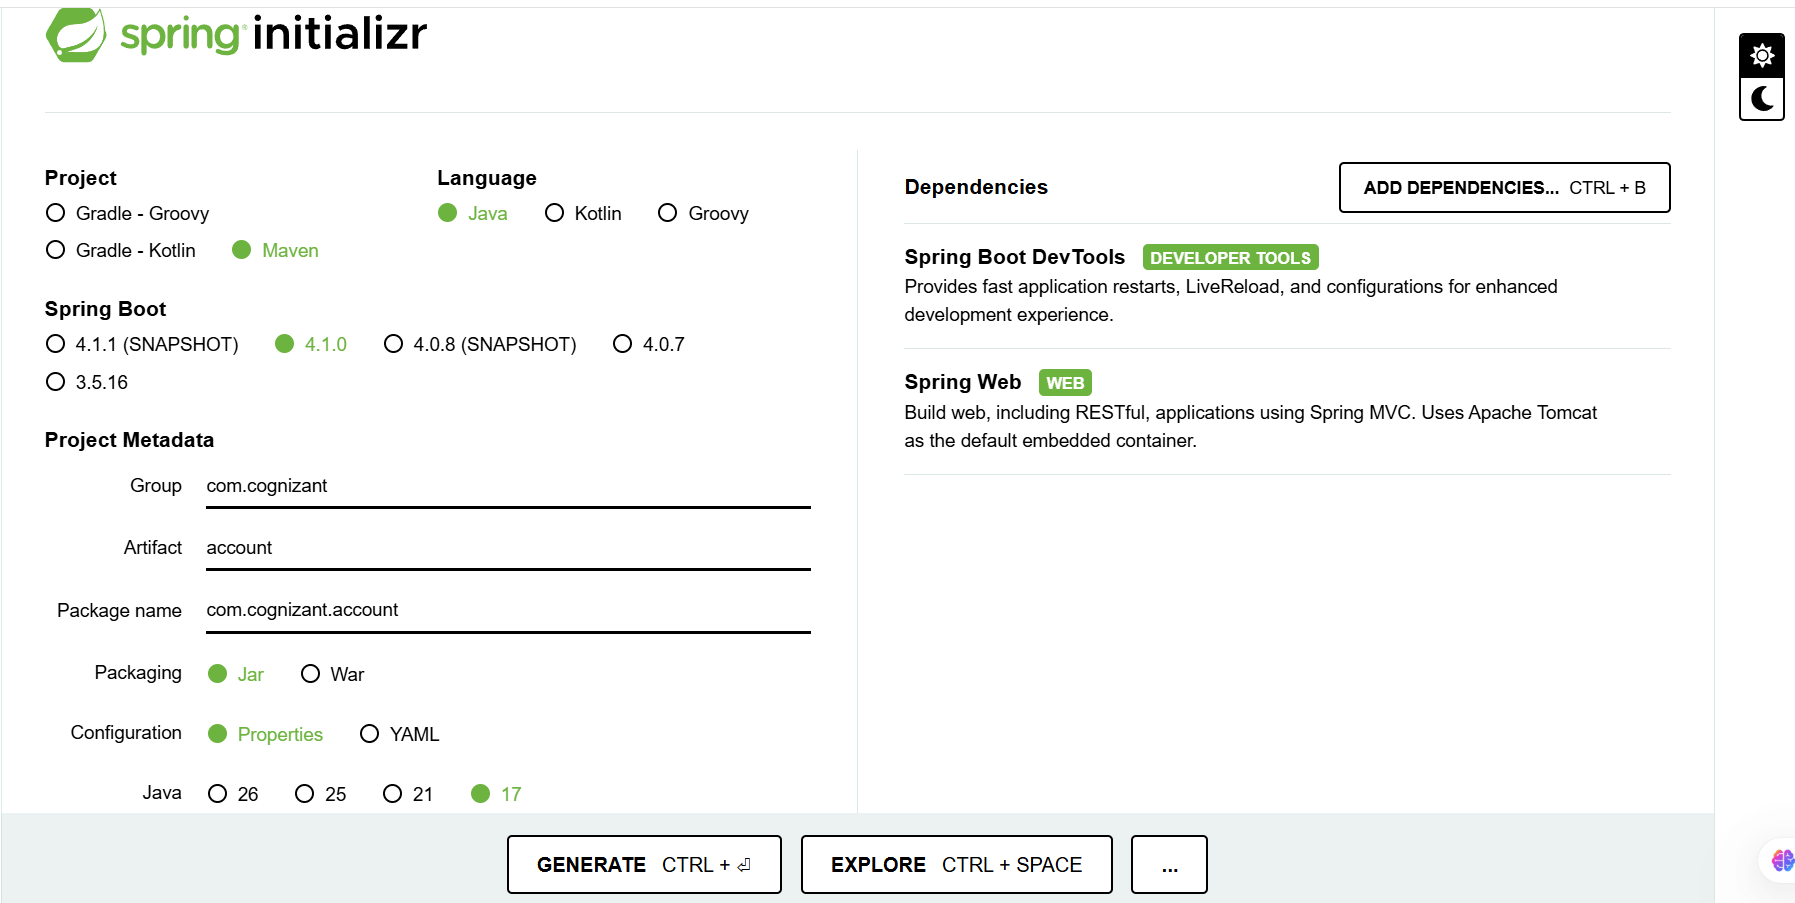 spring initializr
Project
Gradle - Groovy
Gradle - Kotlin Maven
Language
Java Kotlin Groovy
Spring Boot
4.1.1 (SNAPSHOT) 4.1.0 4.0.8 (SNAPSHOT) 4.0.7
3.5.16
Project Metadata
Group com.cognizant
Artifact account
Package name com.cognizant.account
Packaging Jar War
Configuration Properties YAML
Java 26 25 21 17
Dependencies
ADD DEPENDENCIES... CTRL + B
Spring Boot DevTools DEVELOPER TOOLS
Provides fast application restarts, LiveReload, and configurations for enhanced
development experience.
Spring Web WEB
Build web, including RESTful, applications using Spring MVC. Uses Apache Tomcat
as the default embedded container.
GENERATE CTRL + ⏎
EXPLORE CTRL + SPACE
...